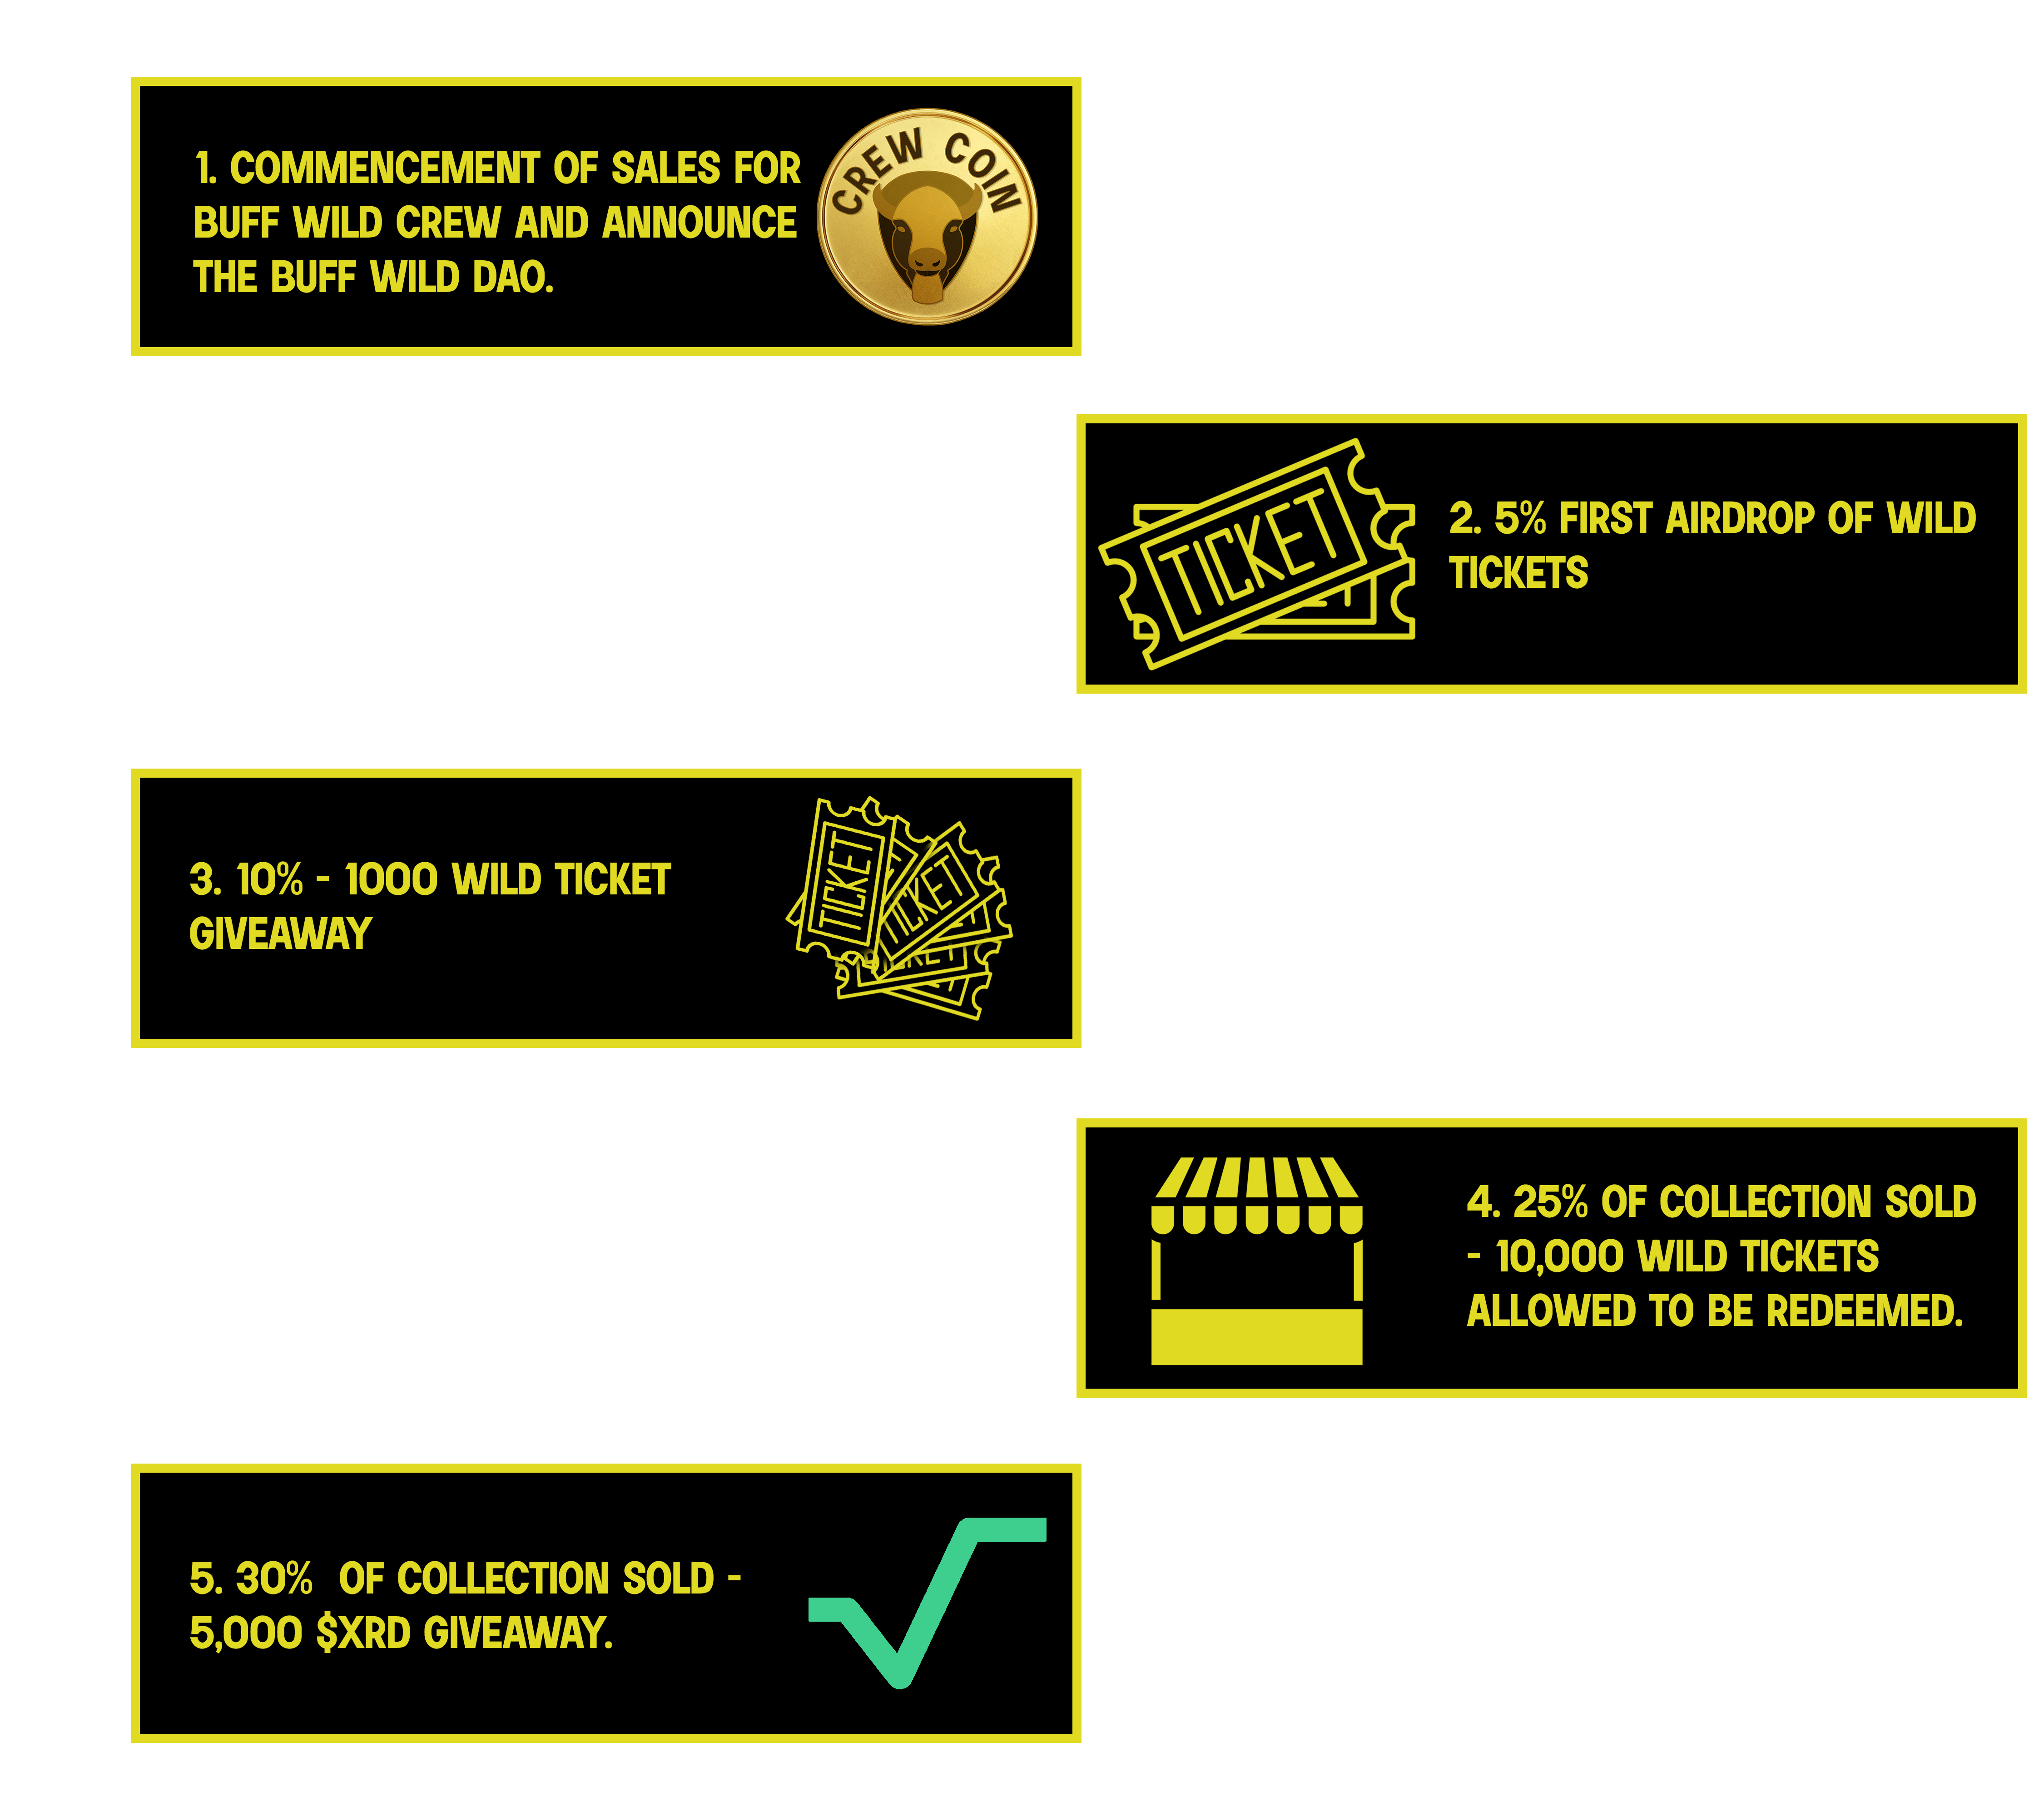 1. COMMENCEMENT OF SALES FOR
BUFF WILD CREW AND ANNOUNCE
THE BUFF WILD DAO.
CREW COIN
TICKET
2. 5% FIRST AIRDROP OF WILD
TICKETS
3. 10% - 1000 WILD TICKET
GIVEAWAY
TICKET
TICKET
4. 25% OF COLLECTION SOLD
- 10,000 WILD TICKETS
ALLOWED TO BE REDEEMED.
5. 30% OF COLLECTION SOLD -
5,000 $XRD GIVEAWAY.